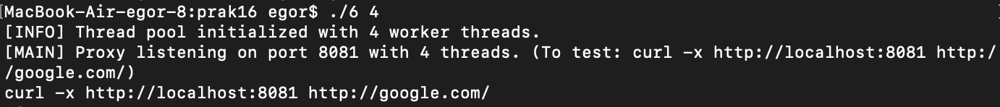 [MacBook-Air-egor-8:prak16 egor$ ./6 4
[INFO] Thread pool initialized with 4 worker threads.
[MAIN] Proxy listening on port 8081 with 4 threads. (To test: curl -x http://localhost:8081 http:/
/google.com/)
curl -x http://localhost:8081 http://google.com/